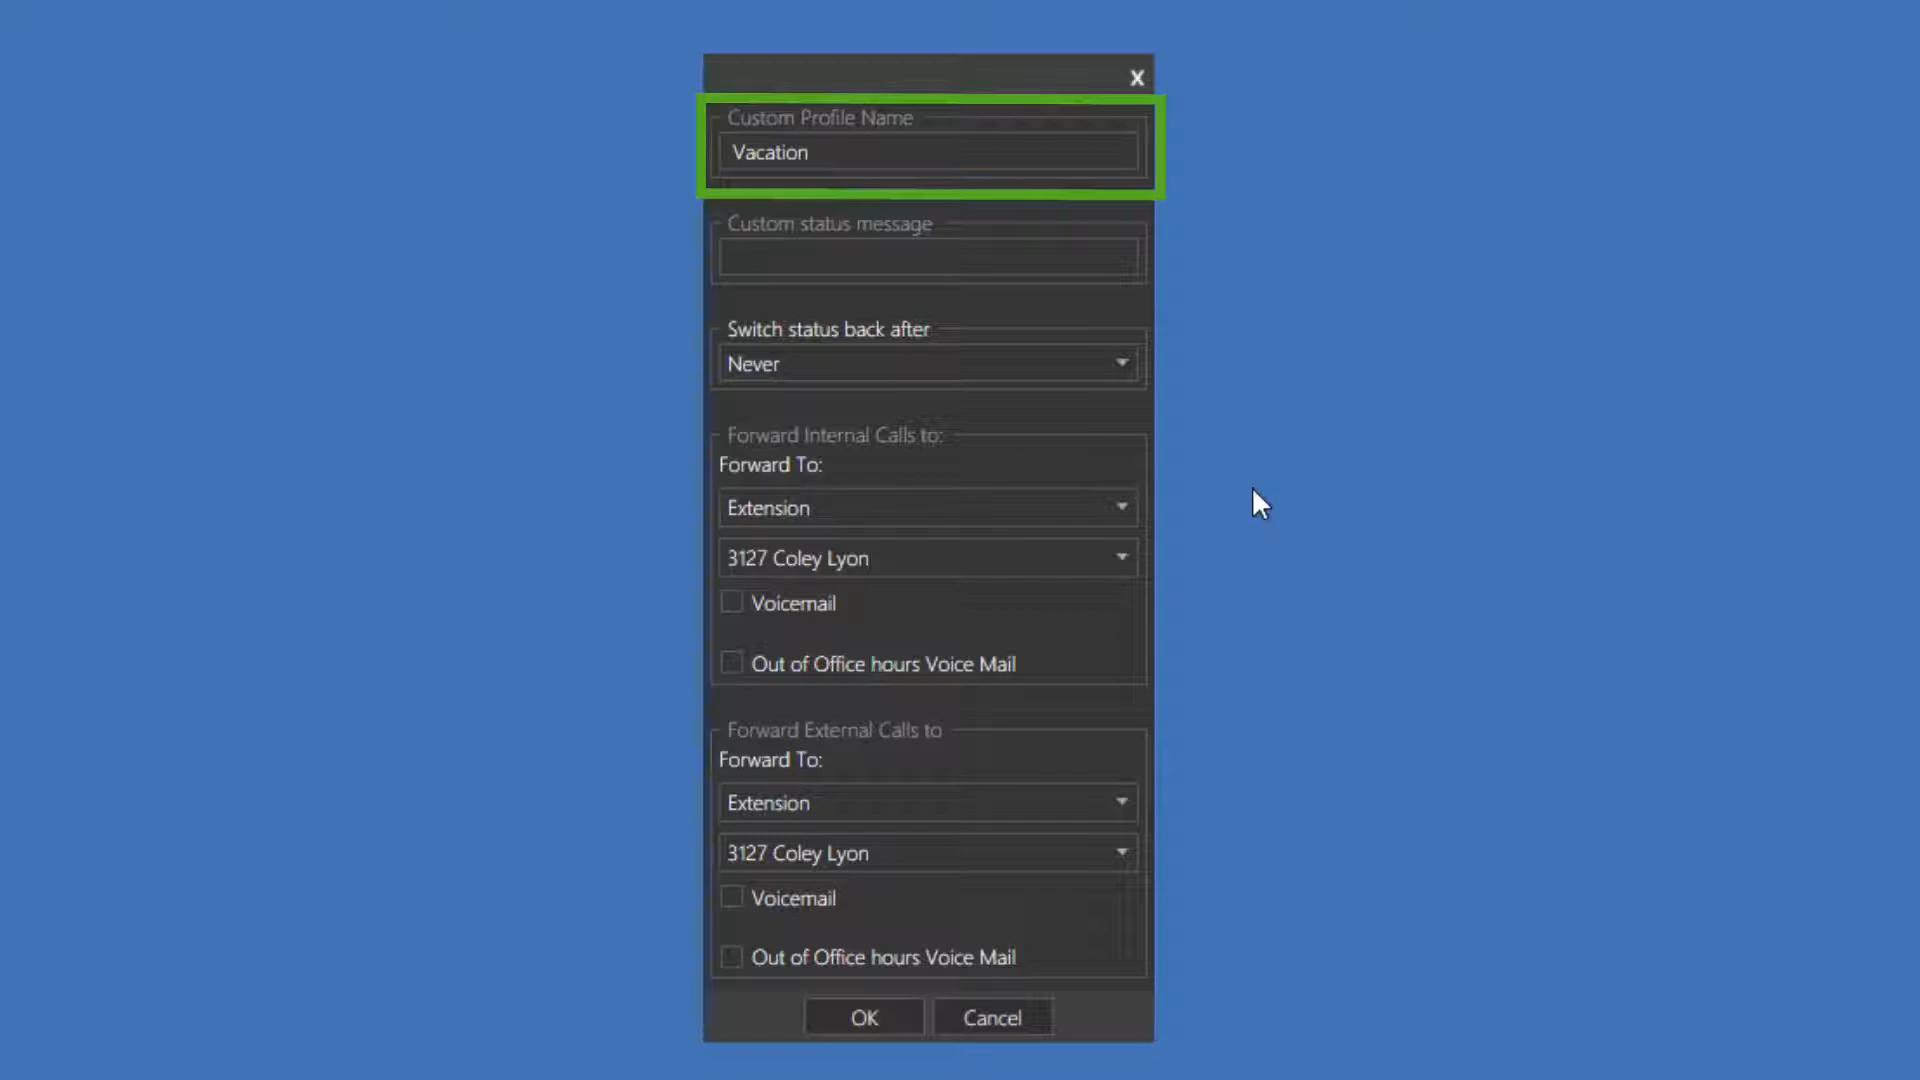 X
Custom Profile Name
Vacation
Custom status message
Switch status back after
Never
Forward Internal Calls to:
Forward To:
Extension
3127 Coley Lyon
Voicemail
Out of Office hours Voice Mail
Forward External Calls to
Forward To:
Extension
3127 Coley Lyon
Voicemail
Out of Office hours Voice Mail
OK Cancel